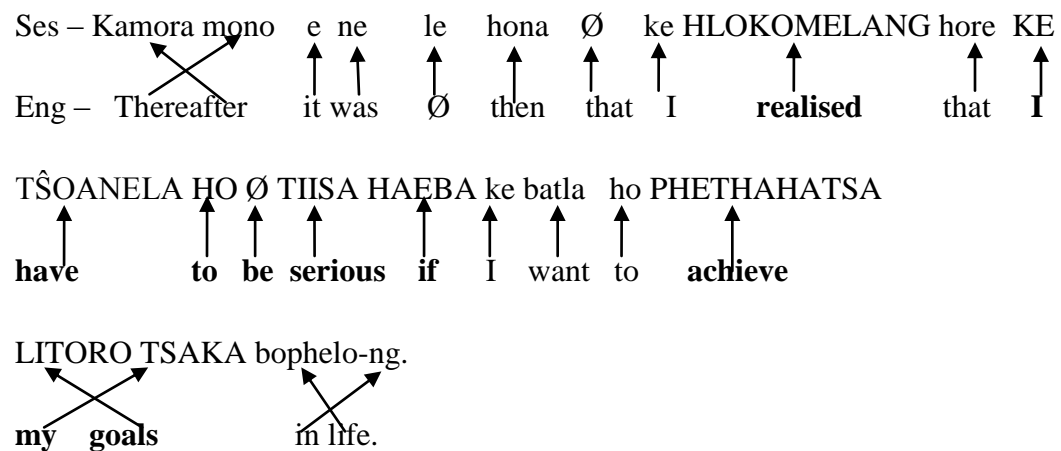 Ses – Kamora mono e ne le hona Ø ke HLOKOMELANG hore KE
Eng – Thereafter it was Ø then that I realised that I
TŜOANELA HO Ø TIISA HAEBA ke batla ho PHETHAHATSA
have to be serious if I want to achieve
LITORO TSAKA bophelo-ng.
my goals in life.